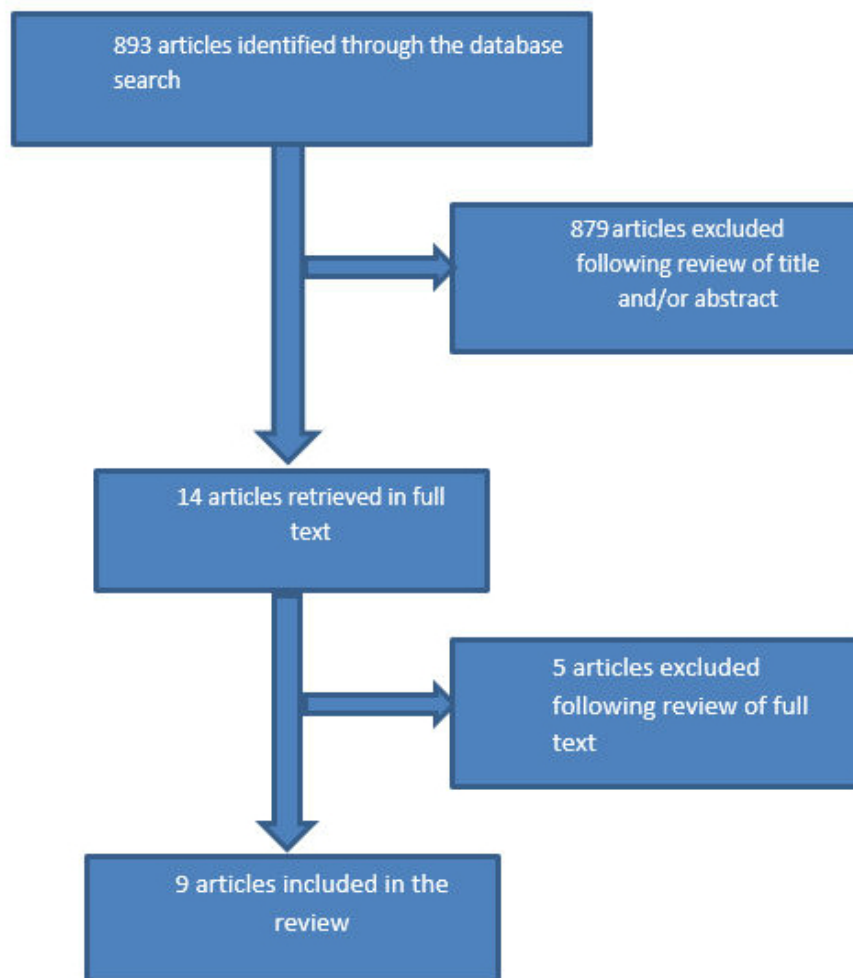 893 articles identified through the database
search
879 articles excluded
following review of title
and/or abstract
14 articles retrieved in full
text
5 articles excluded
following review of full
text
9 articles included in the
review